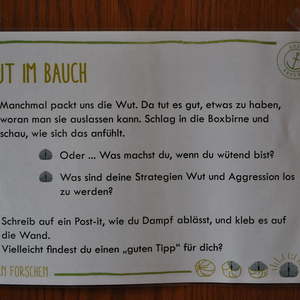 UT IM BAUCH
Manchmal packt uns die Wut. Da tut es gut, etwas zu haben,
woran man sie auslassen kann. Schlag in die Boxbirne und
schau, wie sich das anfühlt.
Oder ... Was machst du, wenn du wütend bist?
Was sind deine Strategien Wut und Aggression los
zu werden?
Schreib auf ein Post-it, wie du Dampf ablässt, und kleb es auf
die Wand.
Vielleicht findest du einen „guten Tipp“ für dich?
N FORSCHEN